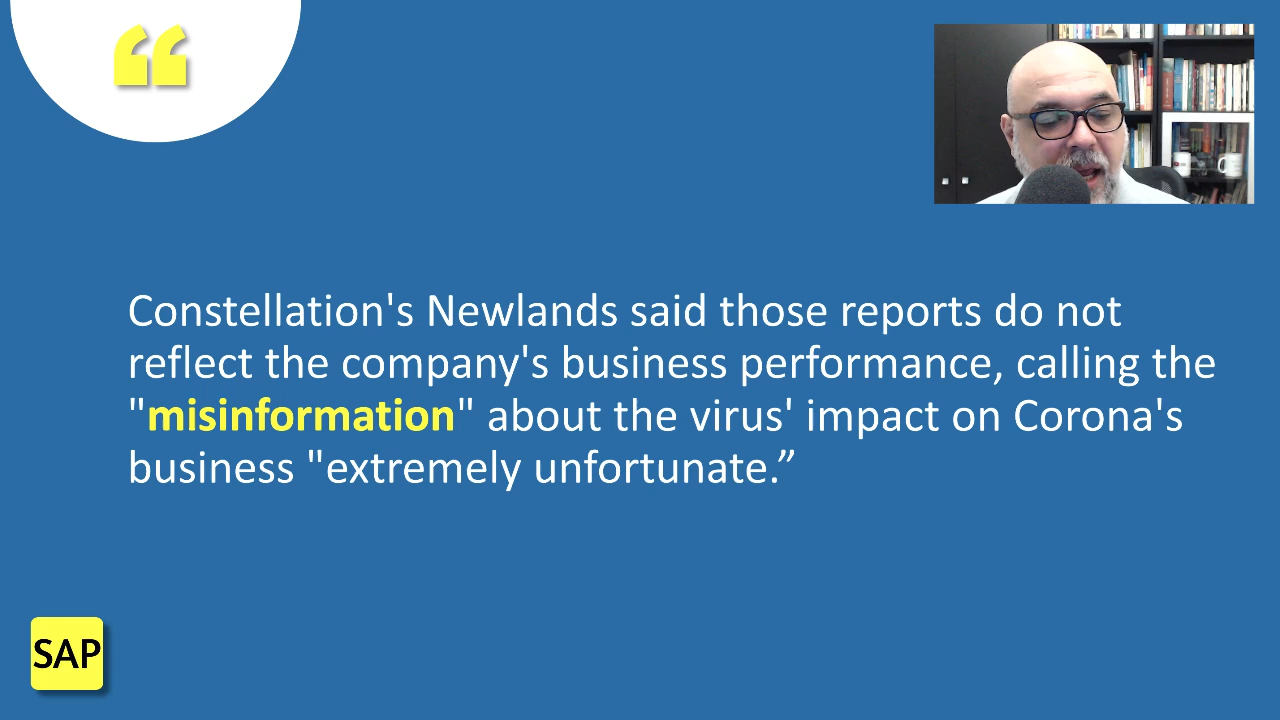 Constellation's Newlands said those reports do not
reflect the company's business performance, calling the
"misinformation" about the virus' impact on Corona's
business "extremely unfortunate.”
SAP